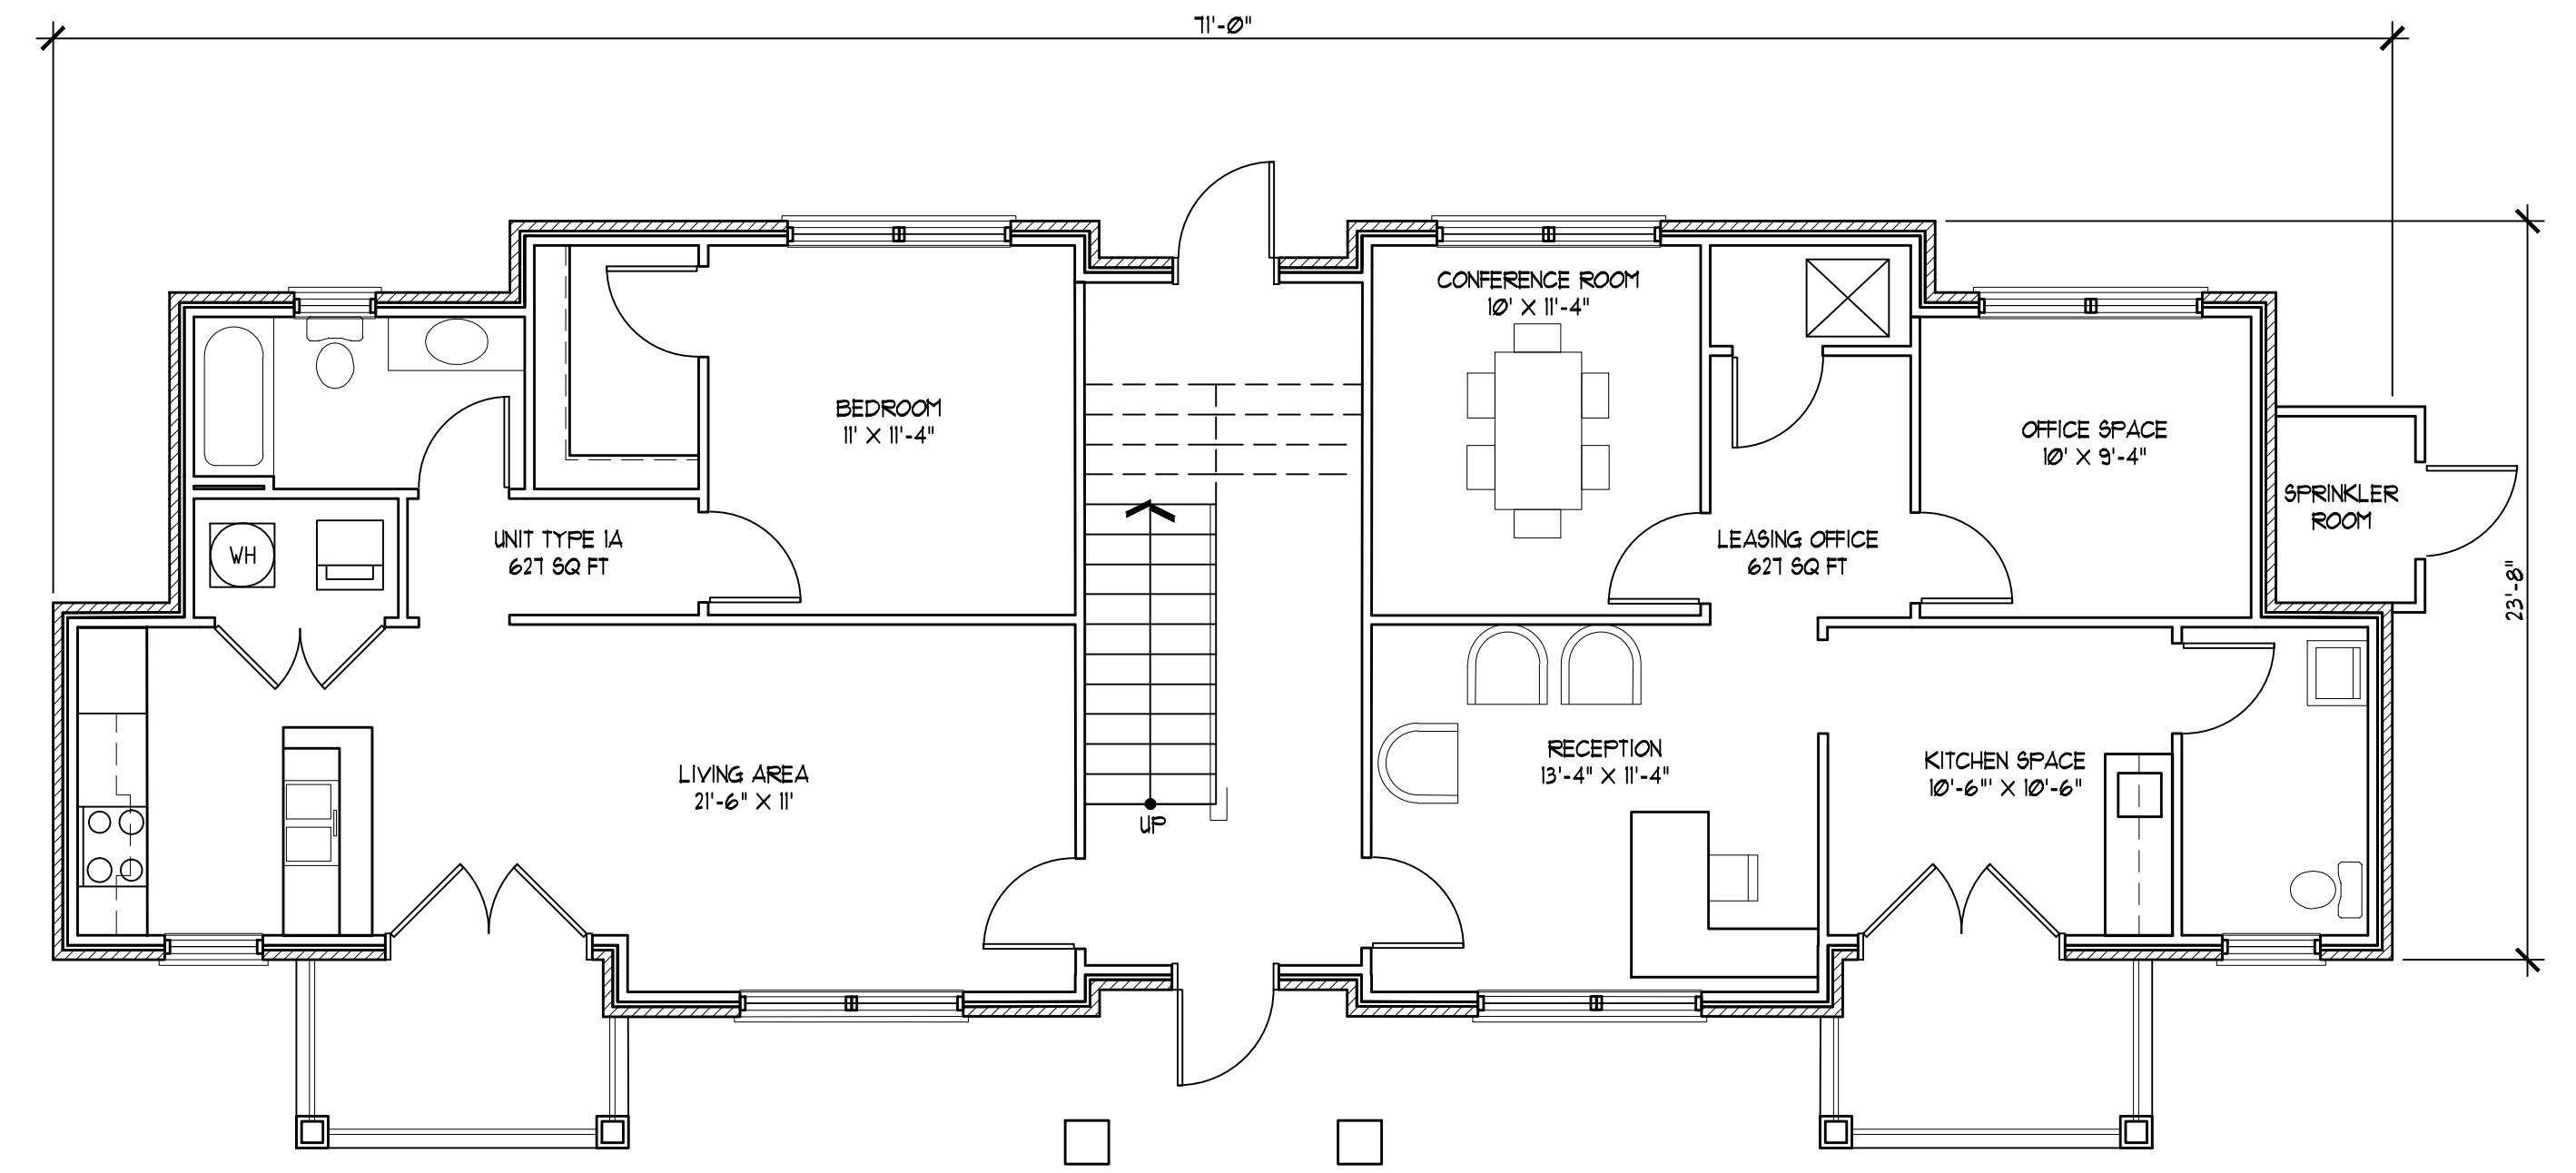 71'-0"
CONFERENCE ROOM
10' X 11'-4"
BEDROOM
11' X 11'-4"
OFFICE SPACE
10' X 9'-4"
SPRINKLER
ROOM
UNIT TYPE 1A
627 SQ FT
WH
LEASING OFFICE
627 SQ FT
23'-8"
LIVING AREA
21'-6" X 11'
UP
RECEPTION
13'-4" X 11'-4"
KITCHEN SPACE
10'-6"' X 10'-6"